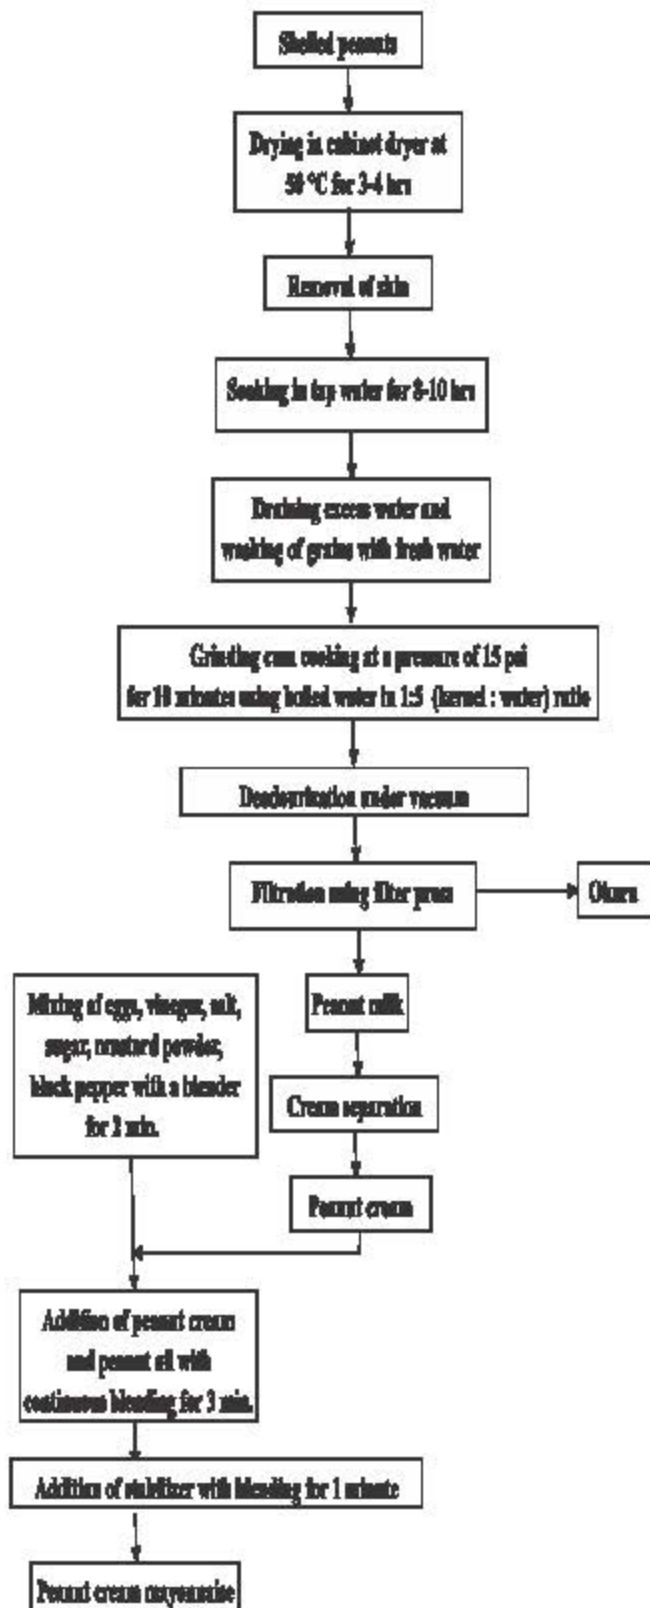 Shelled peanuts
Drying in cabinet dryer at
50 °C for 3-4 hrs
Removal of skin
Soaking in tap water for 8-10 hrs
Draining excess water and
washing of grains with fresh water
Grinding cum cooking at a pressure of 15 psi
for 10 minutes using boiled water in 1:5 (kernel : water) ratio
Deodourization under vacuum
Filtration using filter press
Okara
Peanut milk
Mixing of eggs, vinegar, salt,
sugar, mustard powder,
black pepper with a blender
for 2 min.
Cream separation
Peanut cream
Addition of peanut cream
and peanut oil with
continuous blending for 3 min.
Addition of stabilizer with blending for 1 minute
Peanut cream mayonnaise